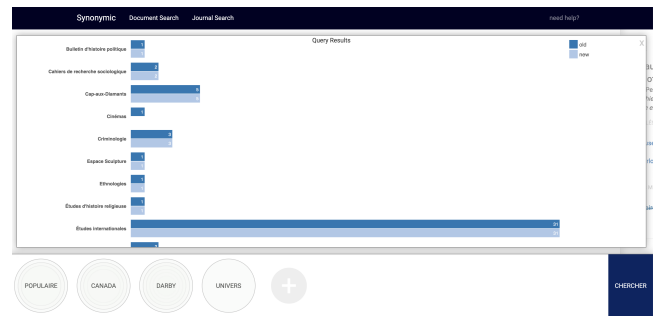 Synonymic Document Search Journal Search need help?
Query Results X
old
new
Bulletin d'histoire politique 1
Cahiers de recherche sociologique 2
Cap-aux-Diamants 5
Cinémas 1
Criminologie 3
Espace Sculpture 1
Ethnologies 1
Études d'histoire religieuse 1
Études internationales 31
31
POPULAIRE CANADA DARBY UNIVERS + CHERCHER